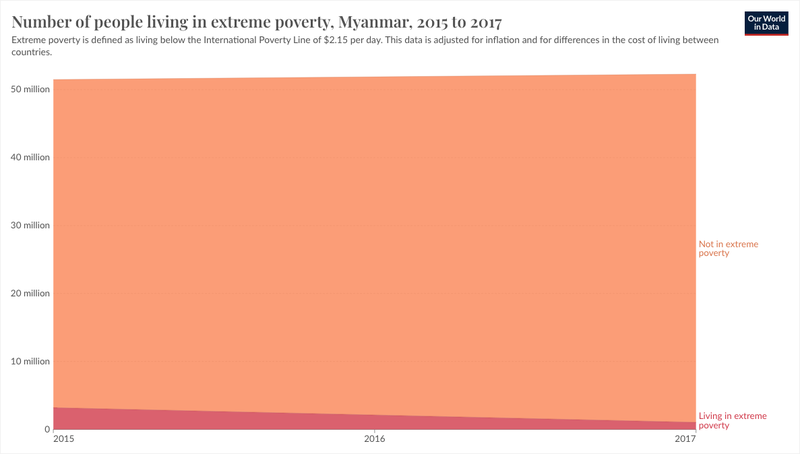 Number of people living in extreme poverty, Myanmar, 2015 to 2017
Our World
in Data
Extreme poverty is defined as living below the International Poverty Line of $2.15 per day. This data is adjusted for inflation and for differences in the cost of living between
countries.
50 million
40 million
30 million
20 million
10 million
0
Not in extreme
poverty
Living in extreme
poverty
2015
2016
2017